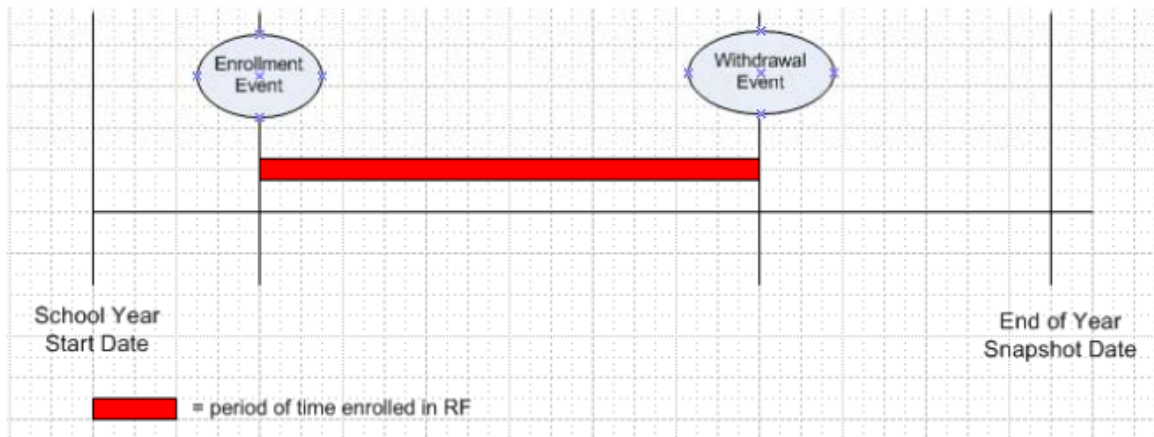 Enrollment
Event
Withdrawal
Event
School Year
Start Date
End of Year
Snapshot Date
= period of time enrolled in RF